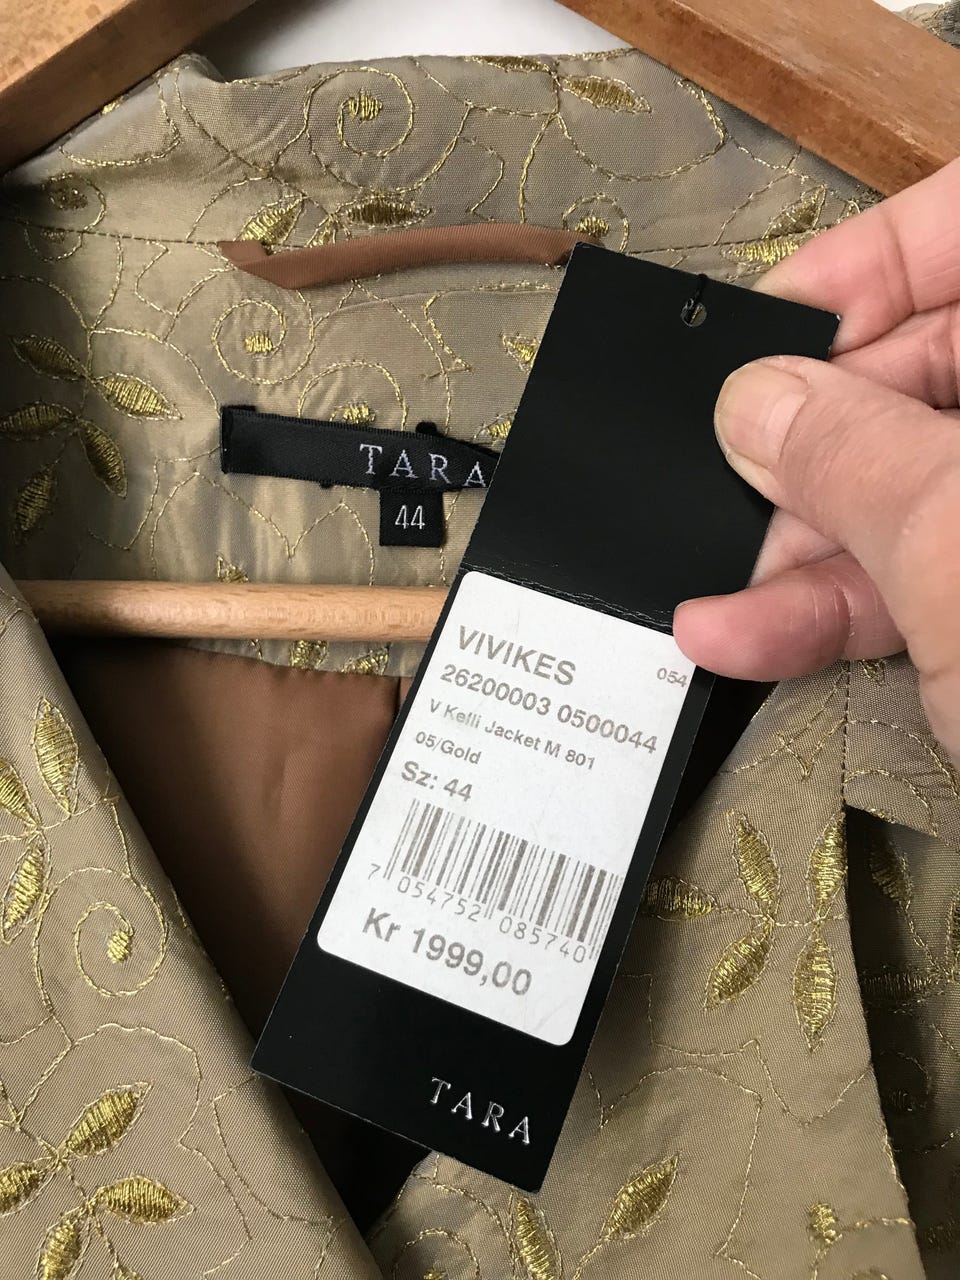 TARA
44
VIVIKES
054
26200003 0500044
V Kelli Jacket M 801
05/Gold
Sz: 44
7 054752 085740
Kr 1999,00
TARA